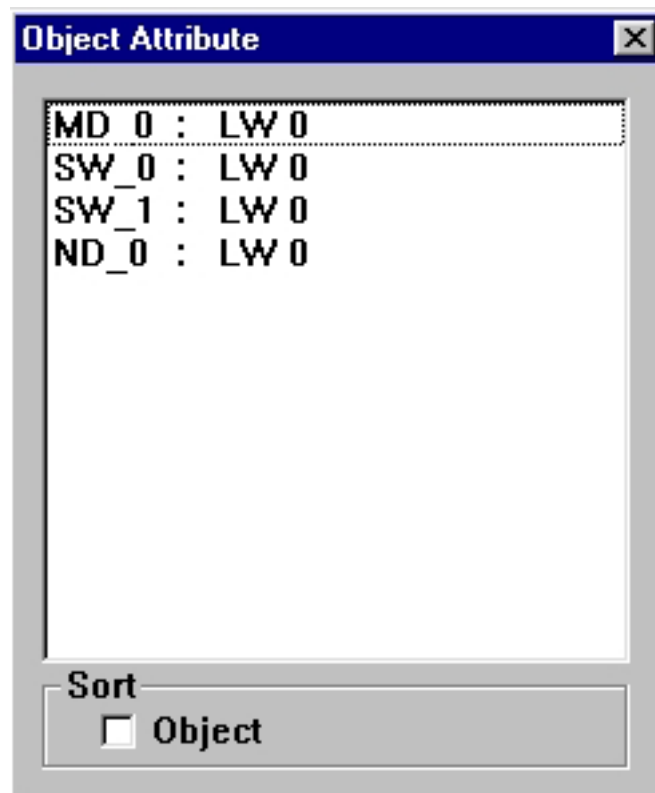 Object Attribute
MD_0 : LW 0
SW_0 : LW 0
SW_1 : LW 0
ND_0 : LW 0
Sort
Object